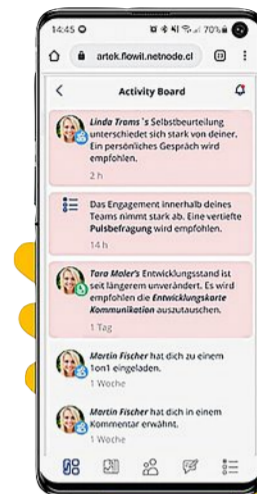 14:45
70%
artek.flowit.netnode.cl
Activity Board
Linda Trams `s Selbstbeurteilung
unterschiedet sich stark von deiner.
Ein persönliches Gespräch wird
empfohlen.
2 h
Das Engagement innerhalb deines
Teams nimmt stark ab. Eine vertiefte
Pulsbefragung wird empfohlen.
14 h
Tara Maler's Entwicklungsstand ist
seit längerem unverändert. Es wird
empfohlen die Entwicklungskarte
Kommunikation auszutauschen.
1 Tag
Martin Fischer hat dich zu einem
1on1 eingeladen.
1 Woche
Martin Fischer hat dich in einem
Kommentar erwähnt.
1 Woche